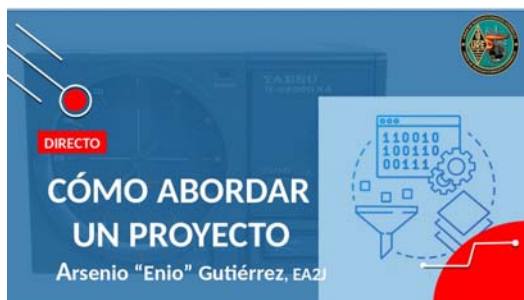 YAESU
DIRECTO
110010
100110
00111
CÓMO ABORDAR
UN PROYECTO
Arsenio “Enio” Gutiérrez, EA2J